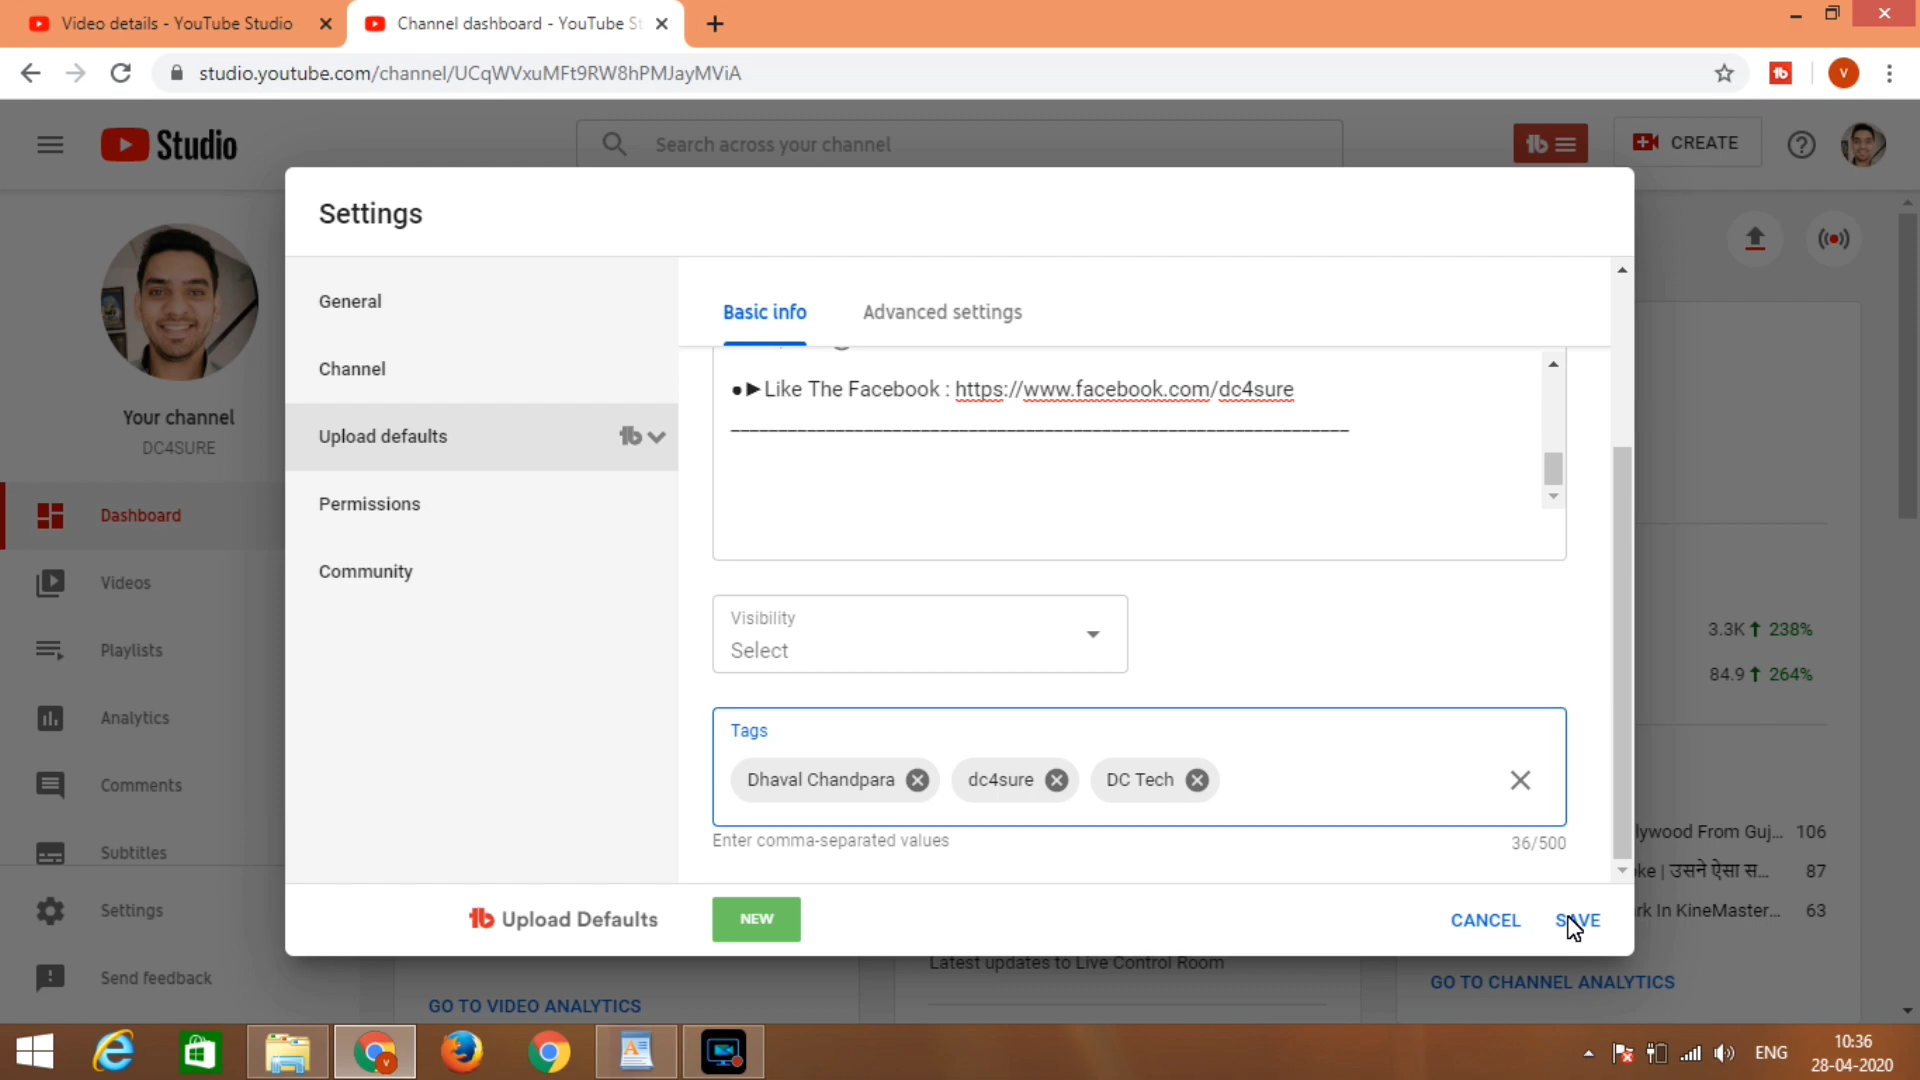 Video details - YouTube Studio
Channel dashboard - YouTube St
studio.youtube.com/channel/UCqWVxuMFt9RW8hPMJayMViA
V
Studio
Search across your channel
CREATE
Settings
General
Channel
Upload defaults
Permissions
Community
Basic info
Advanced settings
●►Like The Facebook : https://www.facebook.com/dc4sure
Visibility
Select
Tags
Dhaval Chandpara
dc4sure
DC Tech
Enter comma-separated values
36/500
Upload Defaults
NEW
CANCEL
SAVE
Your channel
DC4SURE
Dashboard
Videos
Playlists
Analytics
Comments
Subtitles
Settings
Send feedback
3.3K 238%
84.9 264%
lywood From Guj... 106
ke | उसने ऐसा स... 87
rk In KineMaster... 63
Latest updates to Live Control Room
GO TO VIDEO ANALYTICS
GO TO CHANNEL ANALYTICS
ENG
10:36
28-04-2020